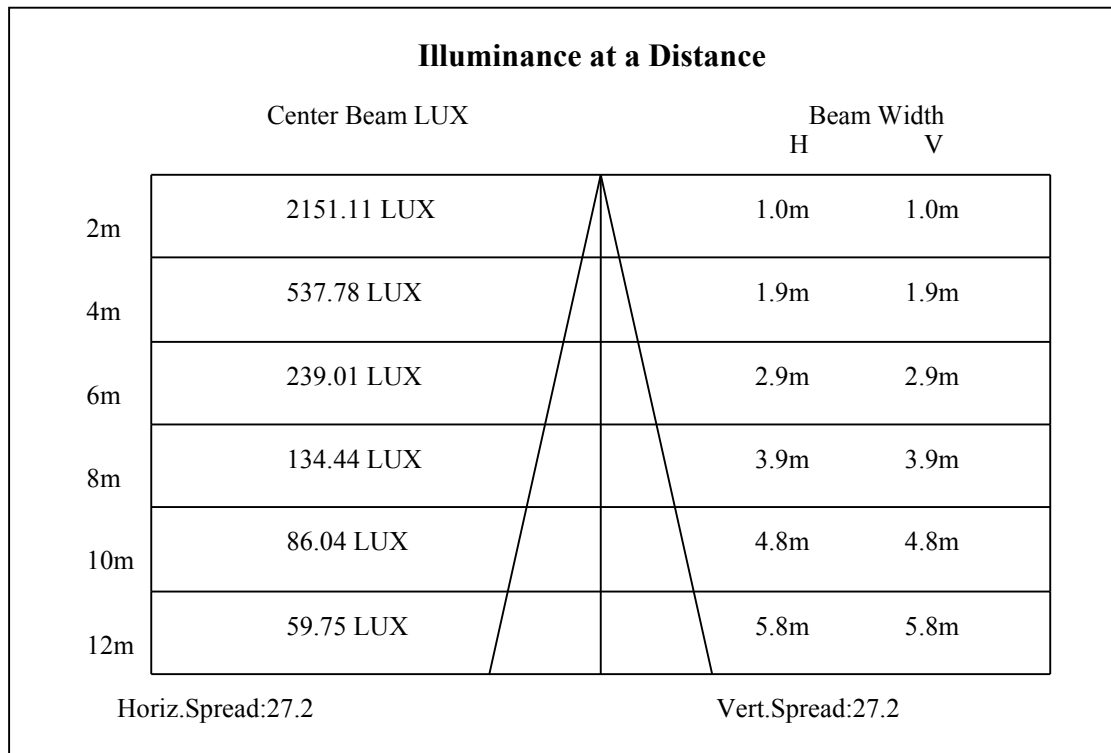 Illuminance at a Distance
Center Beam LUX Beam Width
H V
2m 2151.11 LUX 1.0m 1.0m
4m 537.78 LUX 1.9m 1.9m
6m 239.01 LUX 2.9m 2.9m
8m 134.44 LUX 3.9m 3.9m
10m 86.04 LUX 4.8m 4.8m
12m 59.75 LUX 5.8m 5.8m
Horiz.Spread:27.2 Vert.Spread:27.2